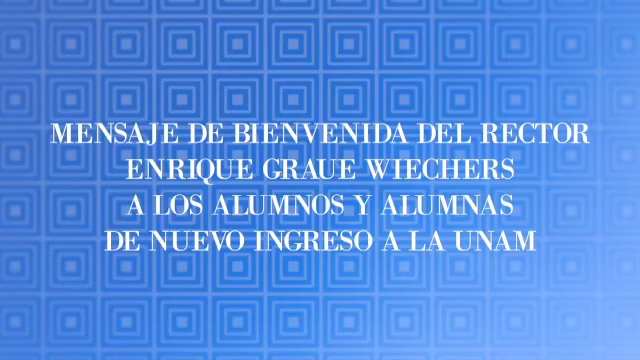 MENSAJE DE BIENVENIDA DEL RECTOR
ENRIQUE GRAUE WIECHERS
A LOS ALUMNOS Y ALUMNAS
DE NUEVO INGRESO A LA UNAM